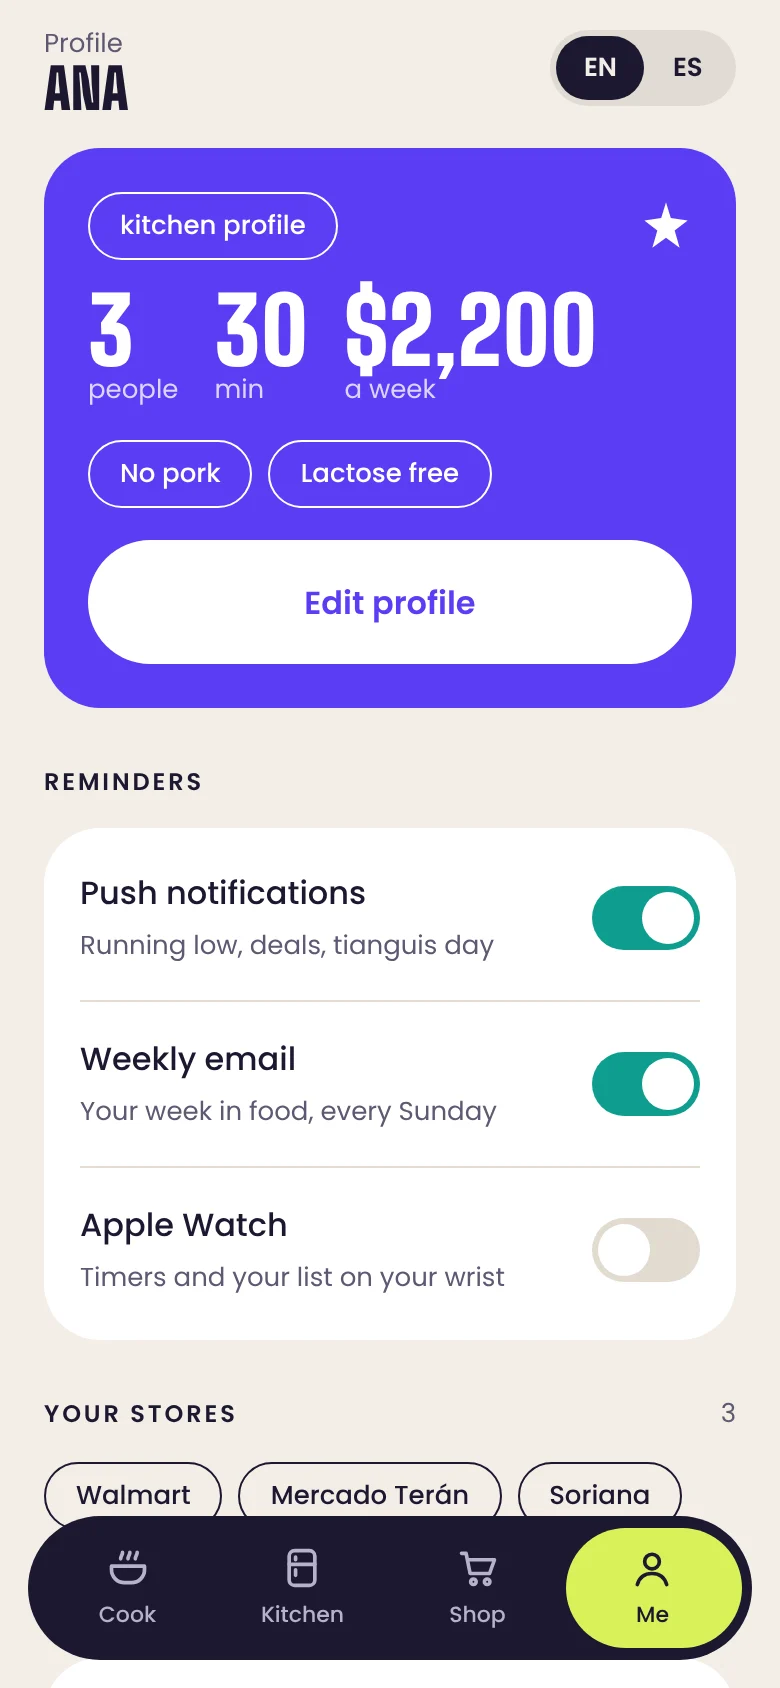 Profile
ANA
EN ES
kitchen profile
3 30 $2,200
people min a week
No pork Lactose free
Edit profile
REMINDERS
Push notifications
Running low, deals, tianguis day
Weekly email
Your week in food, every Sunday
Apple Watch
Timers and your list on your wrist
YOUR STORES 3
Walmart Mercado Terán Soriana
Cook Kitchen Shop Me